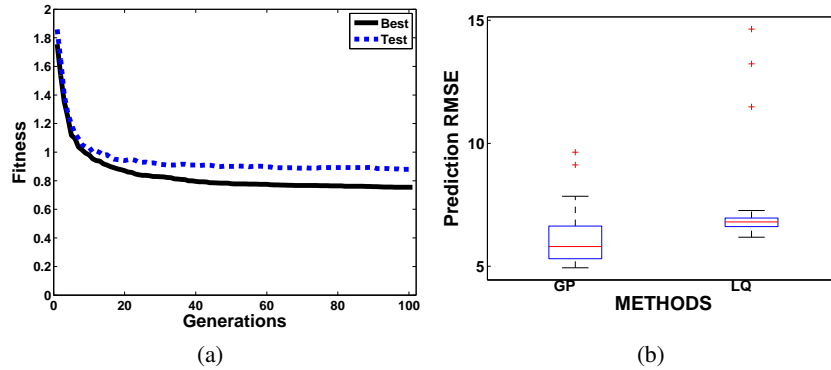 2
1.8
1.6
1.4
1.2
1
0.8
0.6
0.4
0.2
0
Fitness
0 20 40 60 80 100
Generations
Best
Test
(a)
15
10
5
Prediction RMSE
GP LQ
METHODS
(b)